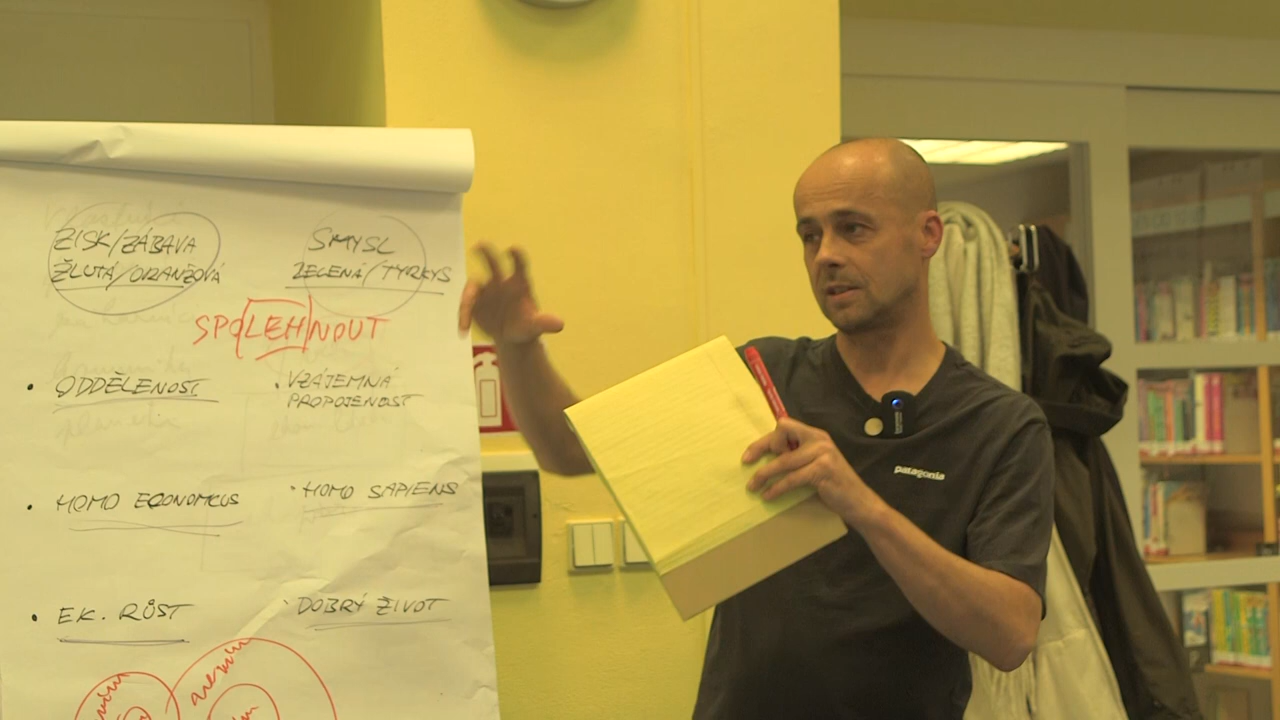 ZISK/ZÁBAVA
ŽLUTÁ/ORANŽOVÁ
SMYSL
ZELENÁ/TYRKYS
SPOLEHNOUT
• ODDĚLENOST
• VZÁJEMNÁ
PROPOJENOST
• HOMO ECONOMICUS
• HOMO SAPIENS
• EK. RŮST
• DOBRÝ ŽIVOT
patagonia